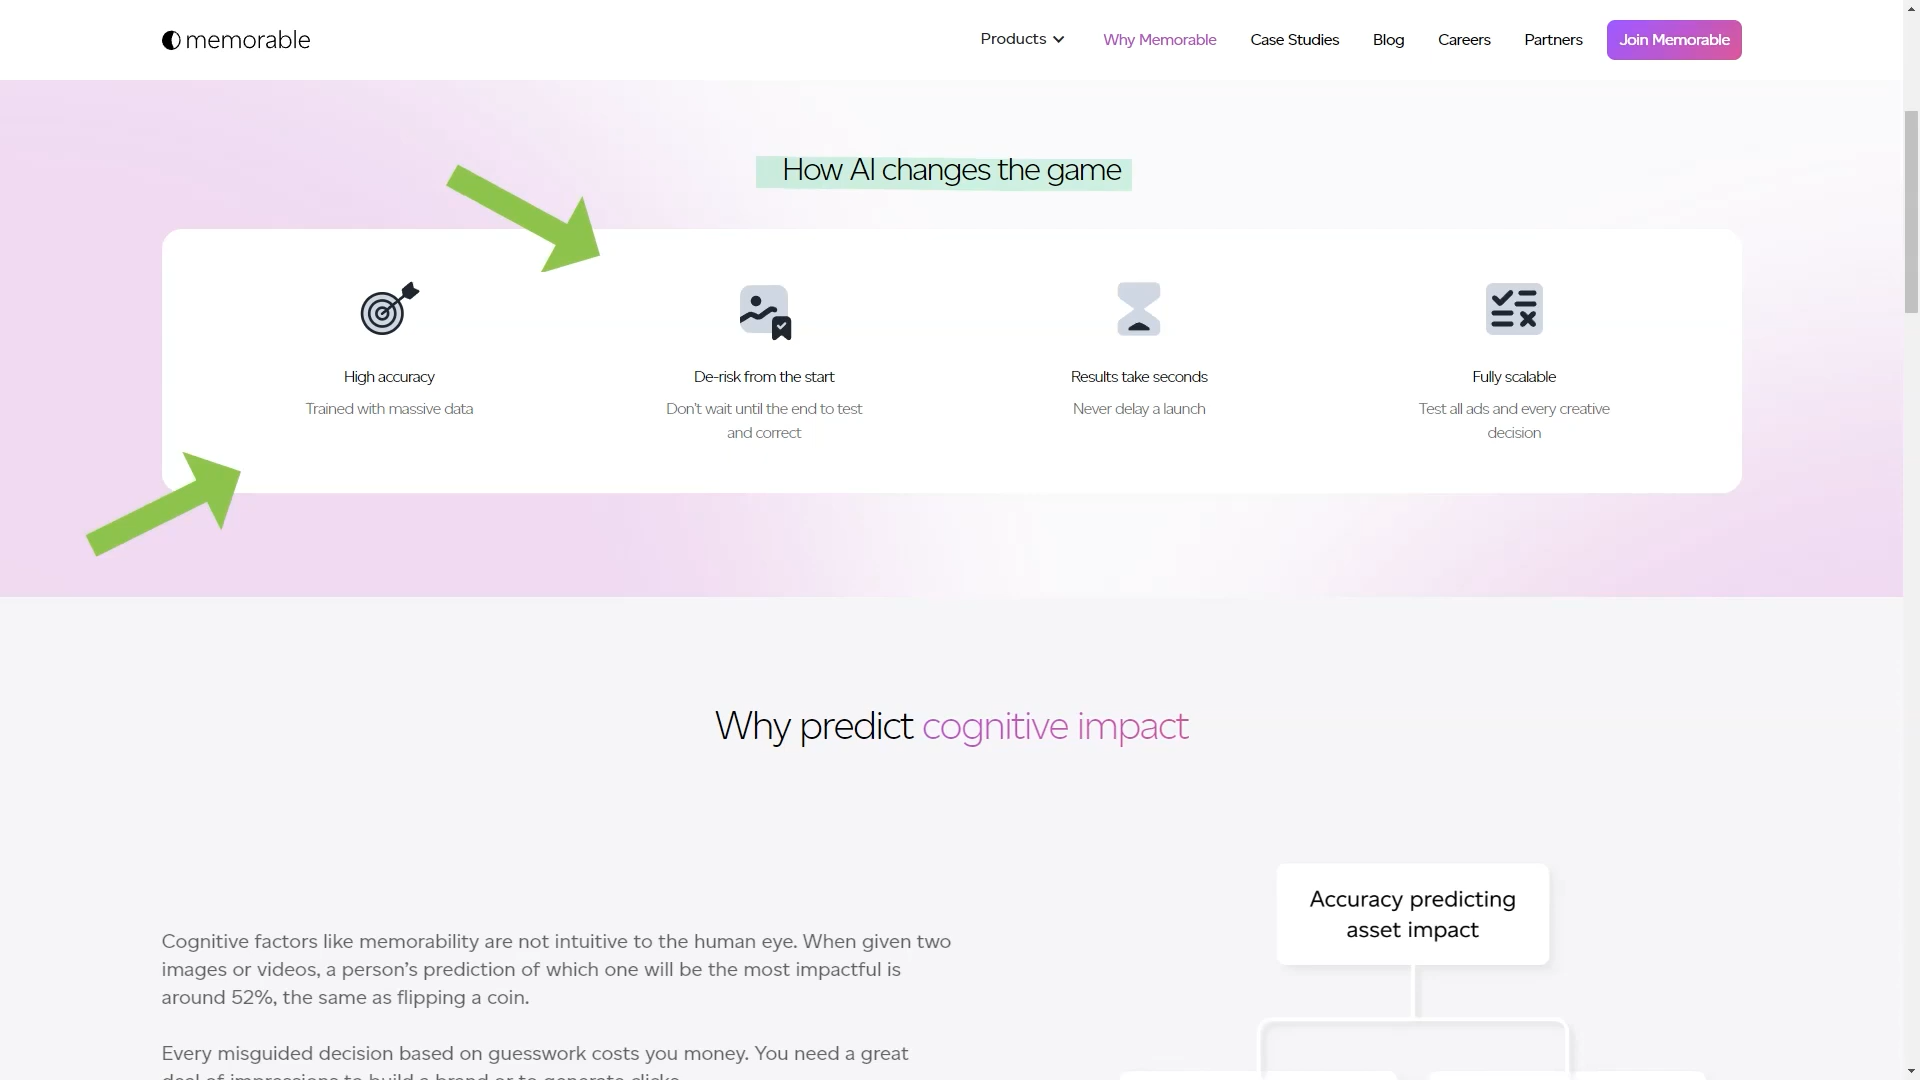 memorable
Products
Why Memorable
Case Studies
Blog
Careers
Partners
Join Memorable
How AI changes the game
High accuracy
Trained with massive data
De-risk from the start
Don't wait until the end to test
and correct
Results take seconds
Never delay a launch
Fully scalable
Test all ads and every creative
decision
Why predict cognitive impact
Cognitive factors like memorability are not intuitive to the human eye. When given two
images or videos, a person's prediction of which one will be the most impactful is
around 52%, the same as flipping a coin.
Every misguided decision based on guesswork costs you money. You need a great
deal of impressions to build a brand or to generate clicks.
Accuracy predicting
asset impact